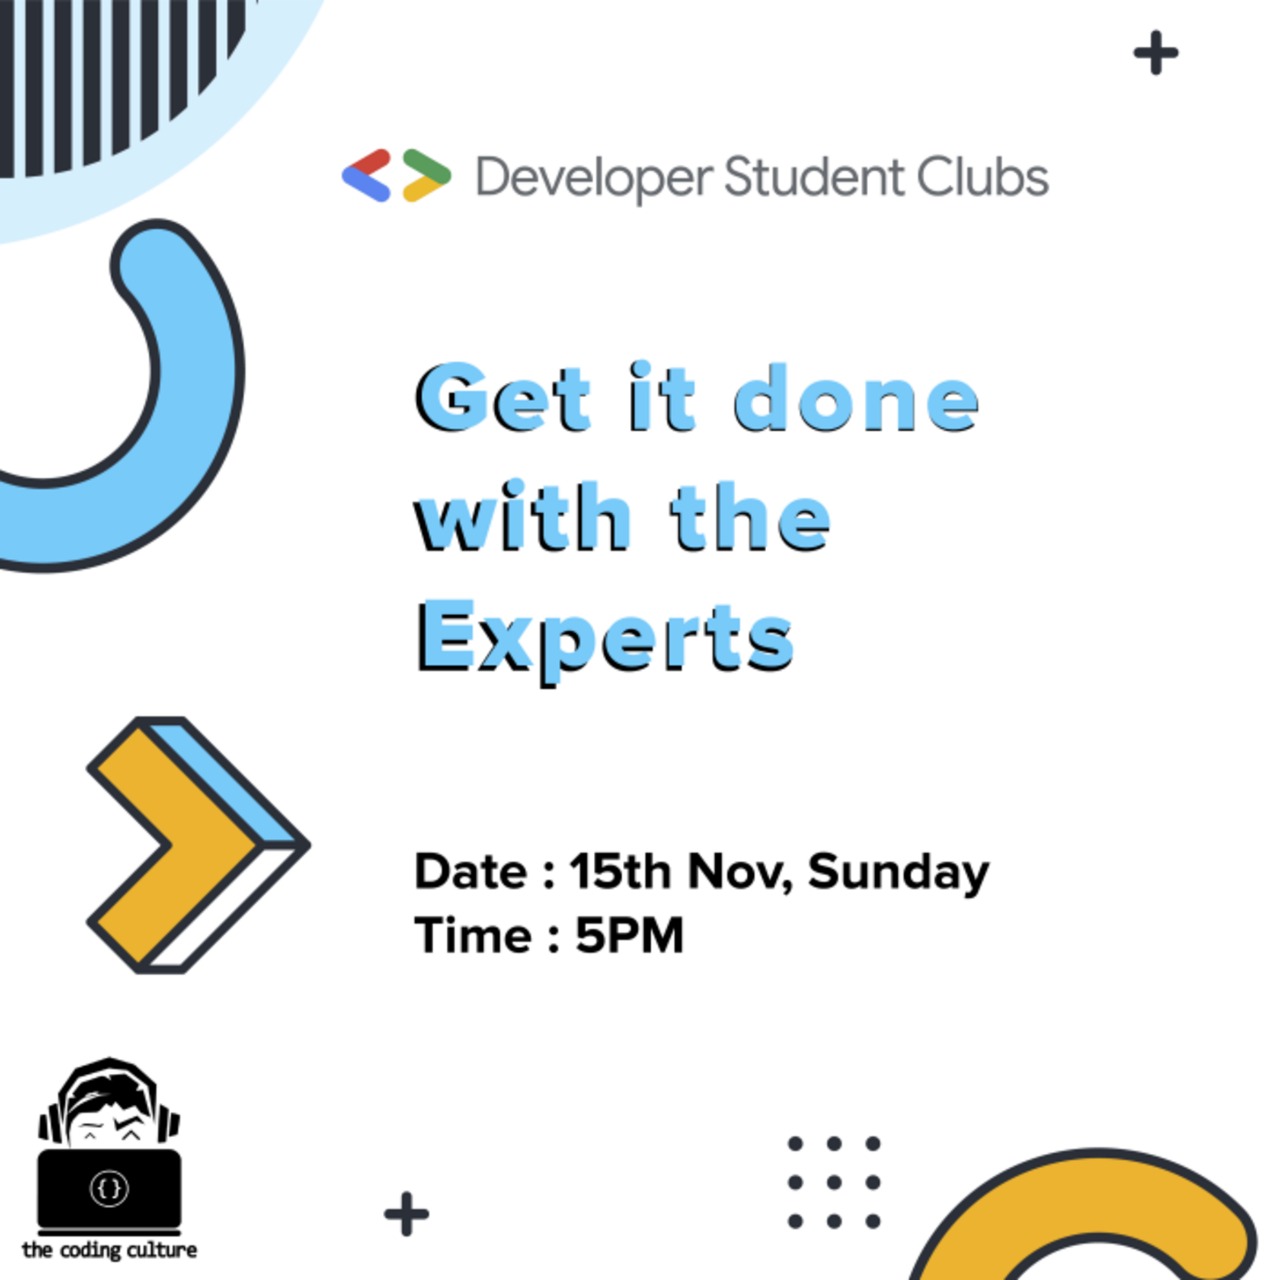 Developer Student Clubs
Get it done
with the
Experts
Date : 15th Nov, Sunday
Time : 5PM
{}
the coding culture